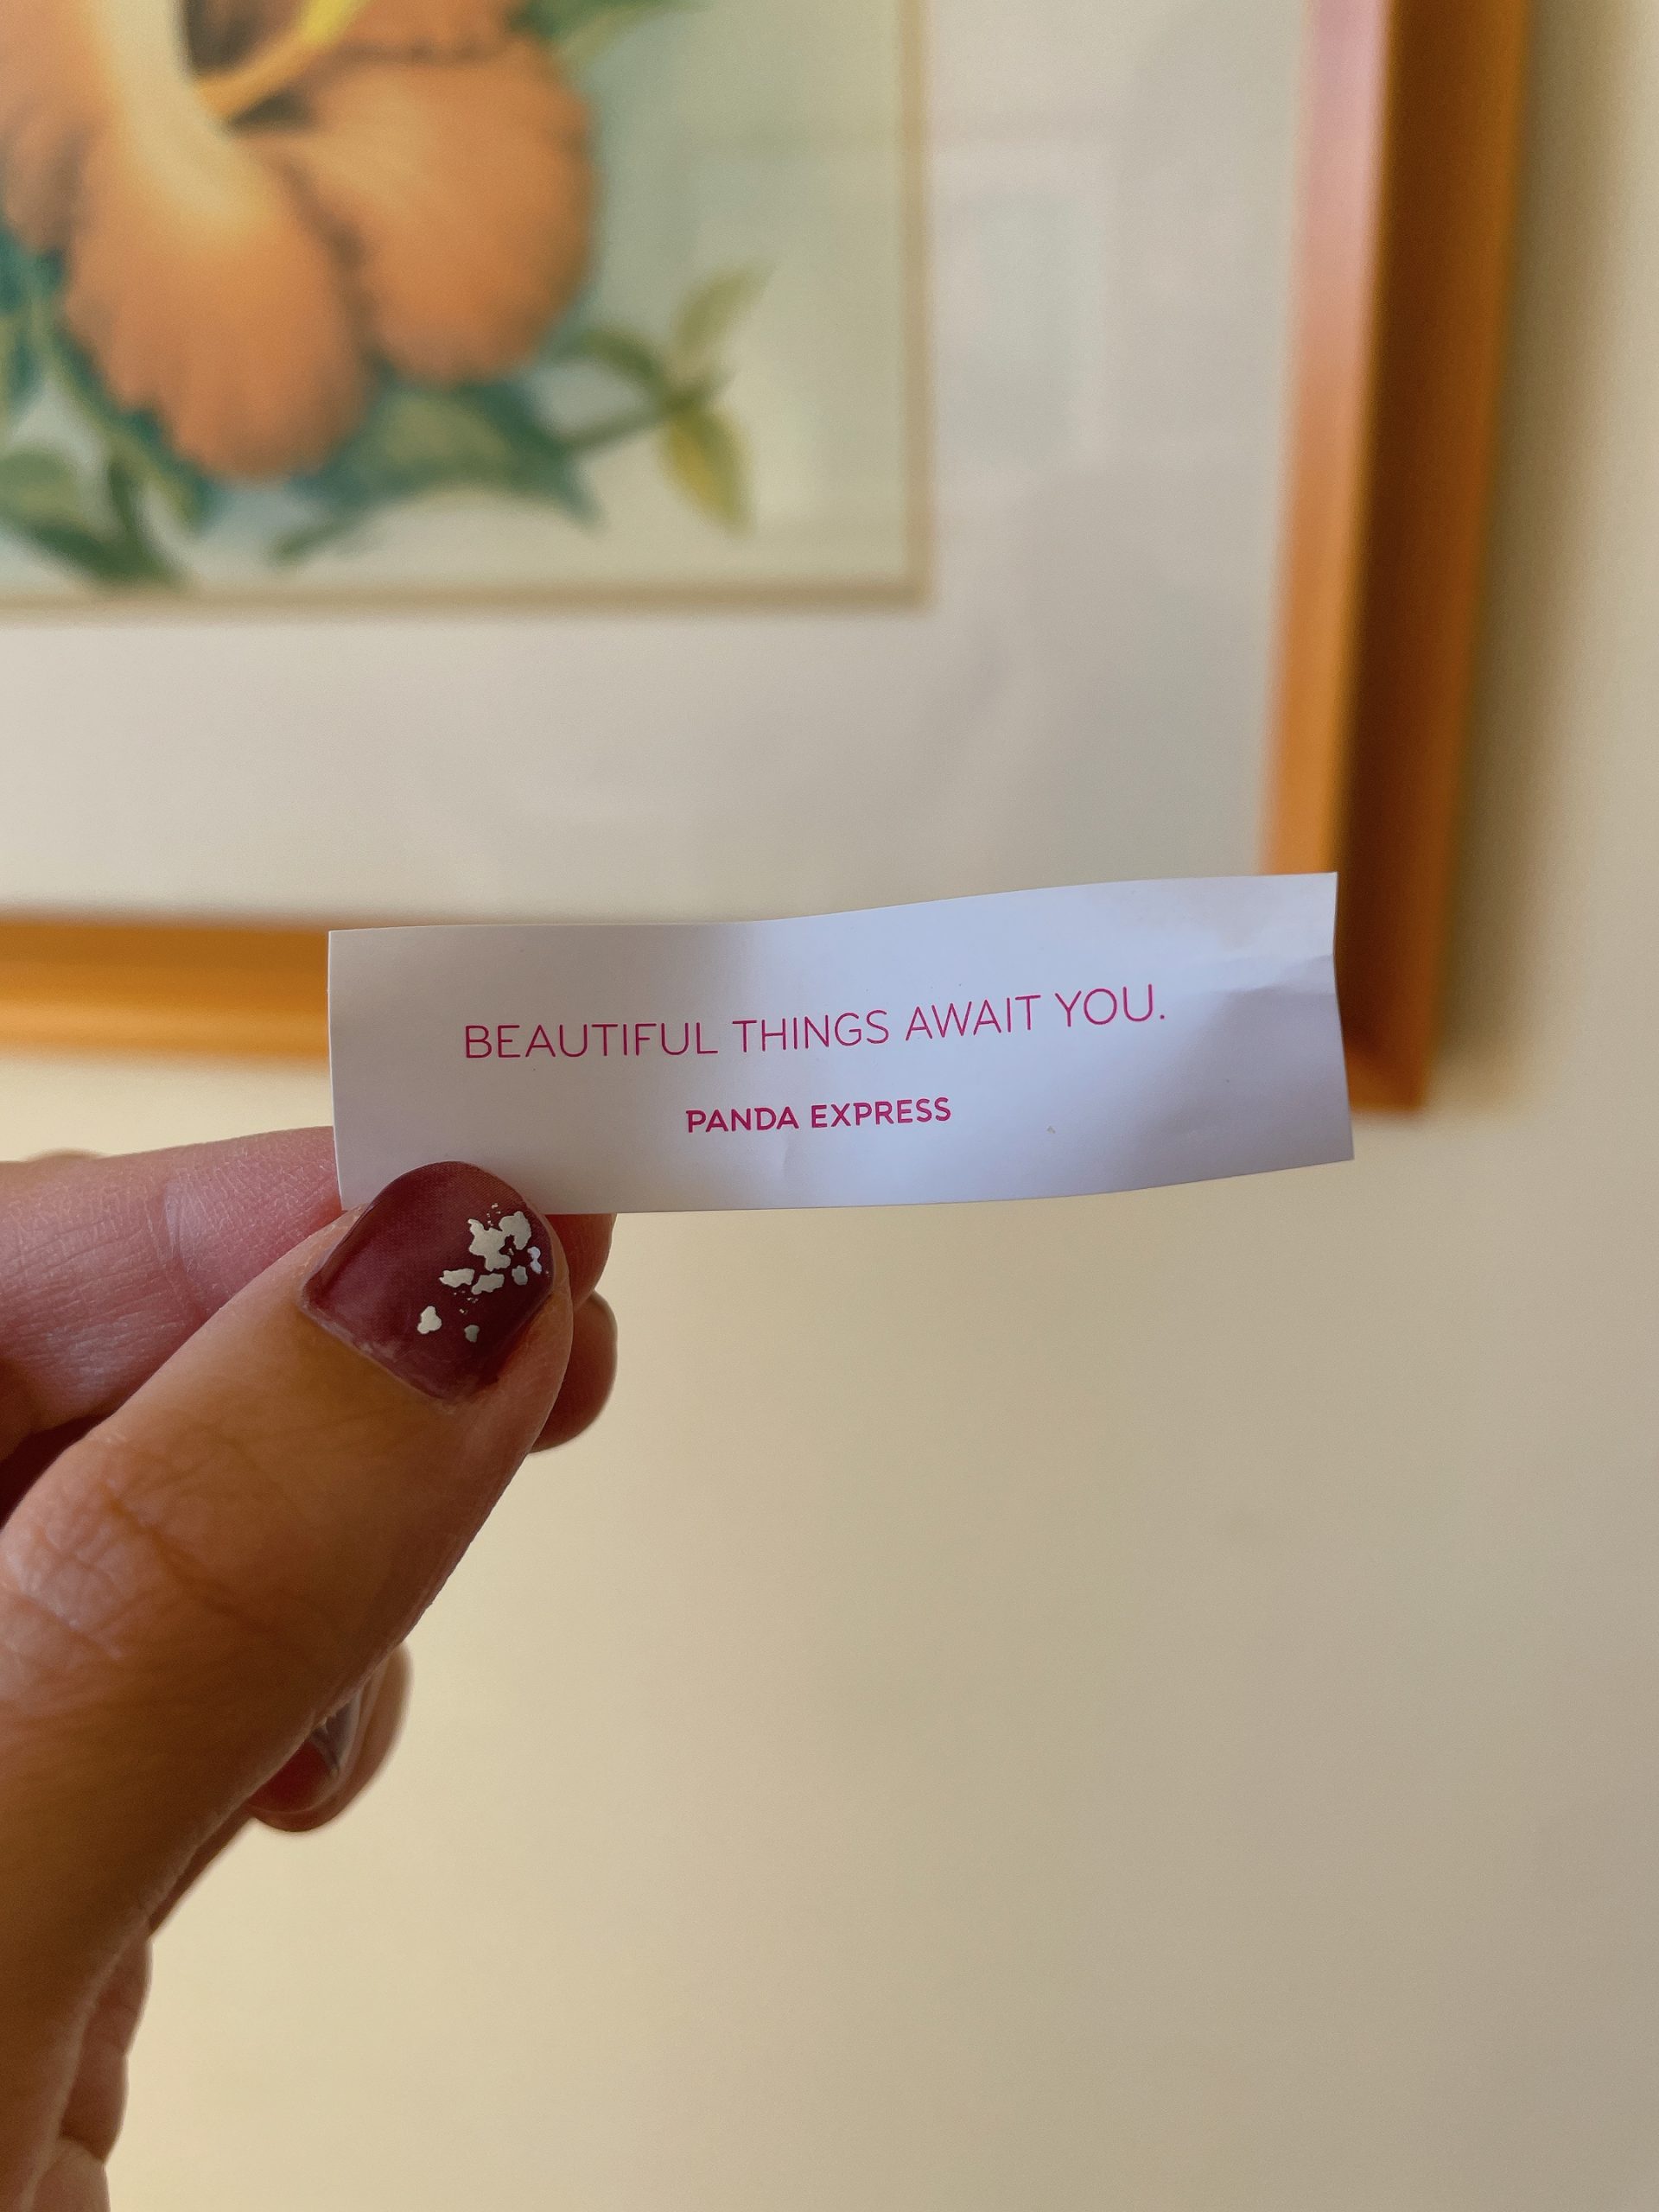 BEAUTIFUL THINGS AWAIT YOU.
PANDA EXPRESS